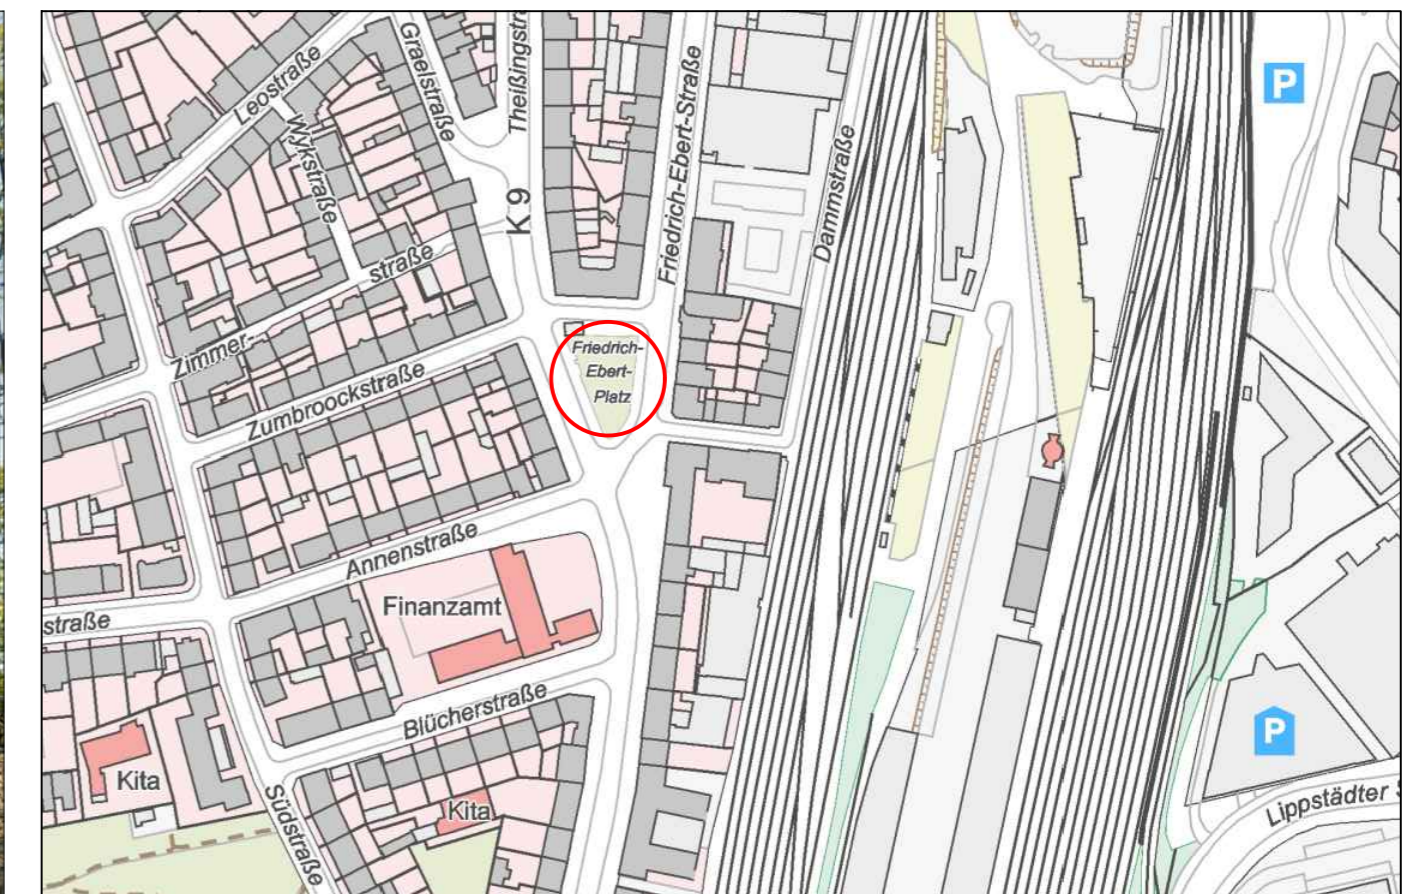 Leostraße
Graelstraße
Theißingstr
Friedrich-Ebert-Straße
P
Wykstraße
K 9
Dammstraße
Zimmer-
straße
Friedrich-
Ebert-
Platz
Zumbroockstraße
Annenstraße
Finanzamt
straße
Blücherstraße
P
Kita
Südstraße
Kita
Lippstädter S